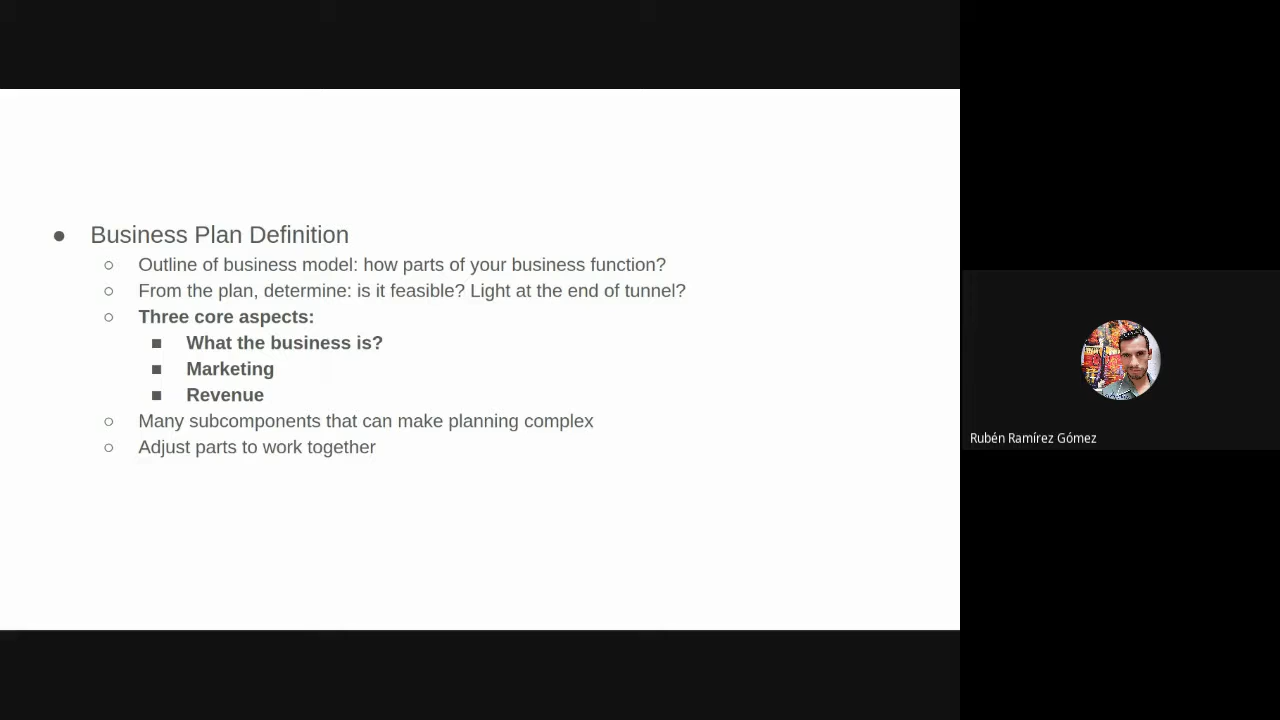 Business Plan Definition
Outline of business model: how parts of your business function?
From the plan, determine: is it feasible? Light at the end of tunnel?
Three core aspects:
What the business is?
Marketing
Revenue
Many subcomponents that can make planning complex
Adjust parts to work together
Rubén Ramírez Gómez